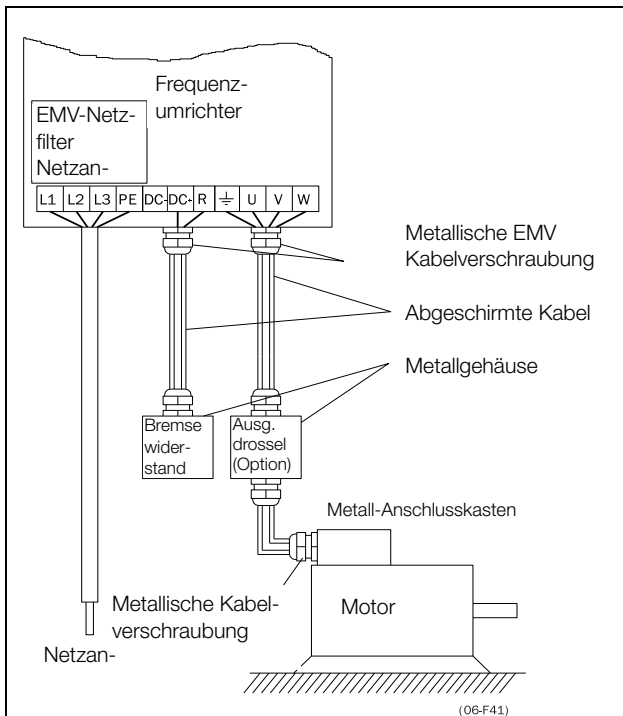 Frequenz-
umrichter
EMV-Netz-
filter
Netzan-
L1 L2 L3 PE DC- DC+ R U V W
Metallische EMV
Kabelverschraubung
Abgeschirmte Kabel
Metallgehäuse
Bremse
wider-
stand
Ausg.
drossel
(Option)
Metall-Anschlusskasten
Metallische Kabel-
verschraubung
Motor
Netzan-
(06-F41)